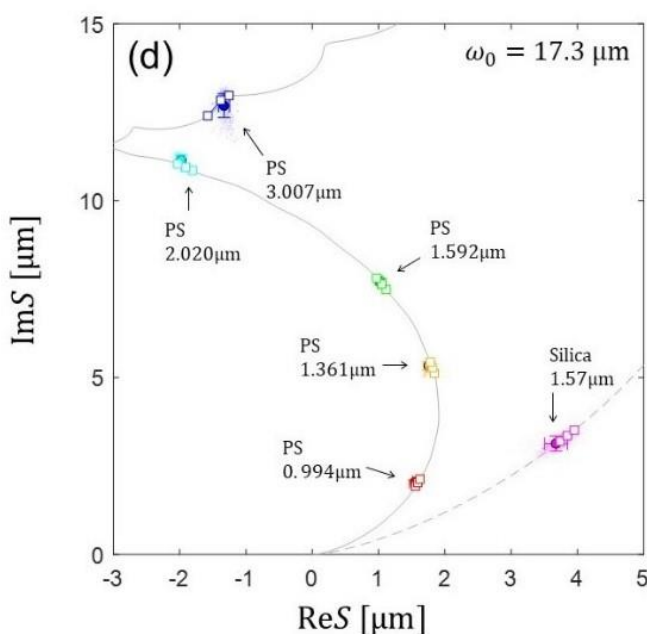 (d)
ω₀ = 17.3 μm
ImS [μm]
15
10
5
0
PS
3.007μm
PS
2.020μm
PS
1.592μm
PS
1.361μm
Silica
1.57μm
PS
0.994μm
-3 -2 -1 0 1 2 3 4 5
ReS [μm]